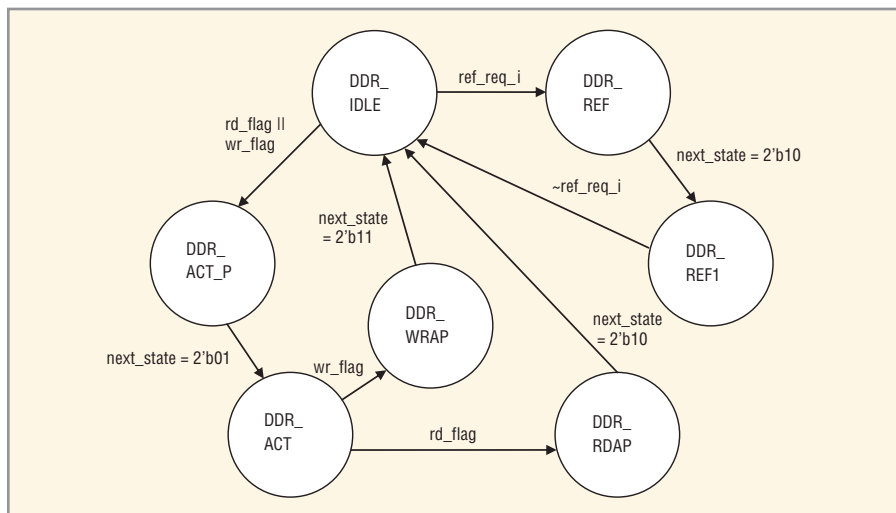 DDR_
IDLE
ref_req_i
DDR_
REF
rd_flag ||
wr_flag
next_state = 2’b10
~ref_req_i
next_state
= 2’b11
DDR_
ACT_P
DDR_
REF1
DDR_
WRAP
next_state
= 2’b10
next_state = 2’b01
wr_flag
DDR_
ACT
rd_flag
DDR_
RDAP